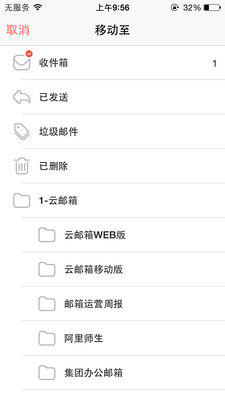 无服务 上午9:56 32%
取消 移动至
收件箱 1
已发送
垃圾邮件
已删除
1-云邮箱
云邮箱WEB版
云邮箱移动版
邮箱运营周报
阿里师生
集团办公邮箱